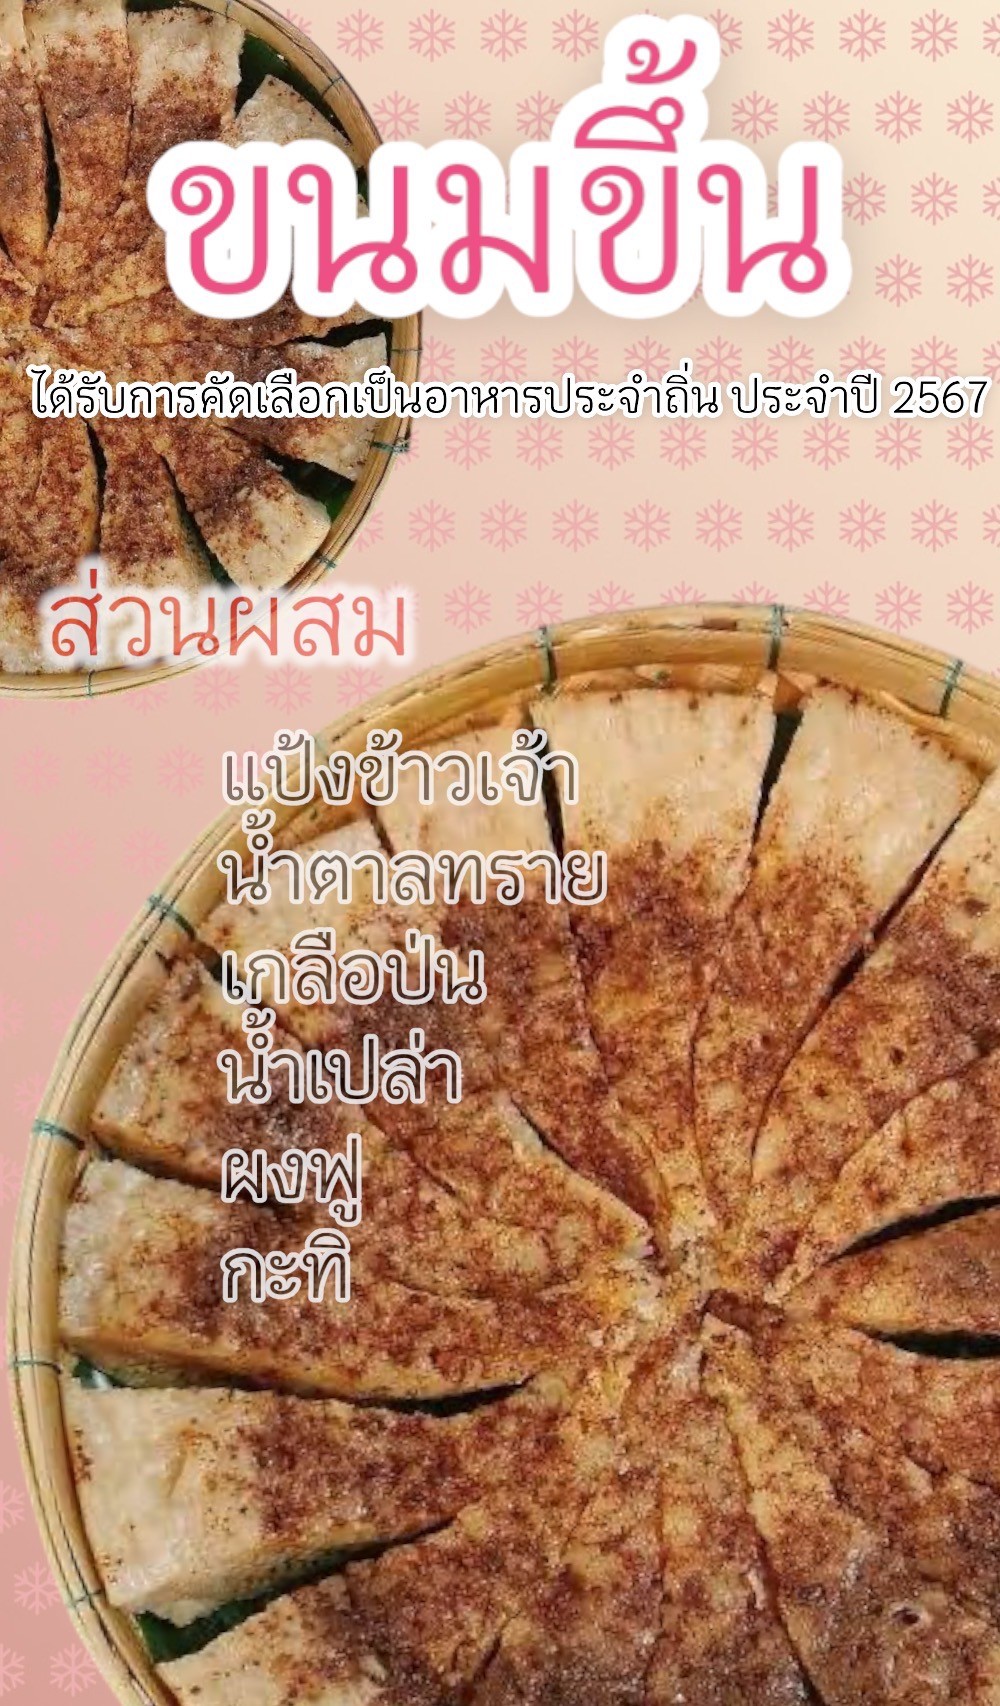 ขนมขึ้น
ได้รับการคัดเลือกเป็นอาหารประจำถิ่น ประจำปี 2567
ส่วนผสม
แป้งข้าวเจ้า
น้ำตาลทราย
เกลือป่น
น้ำเปล่า
ผงฟู
กะทิ